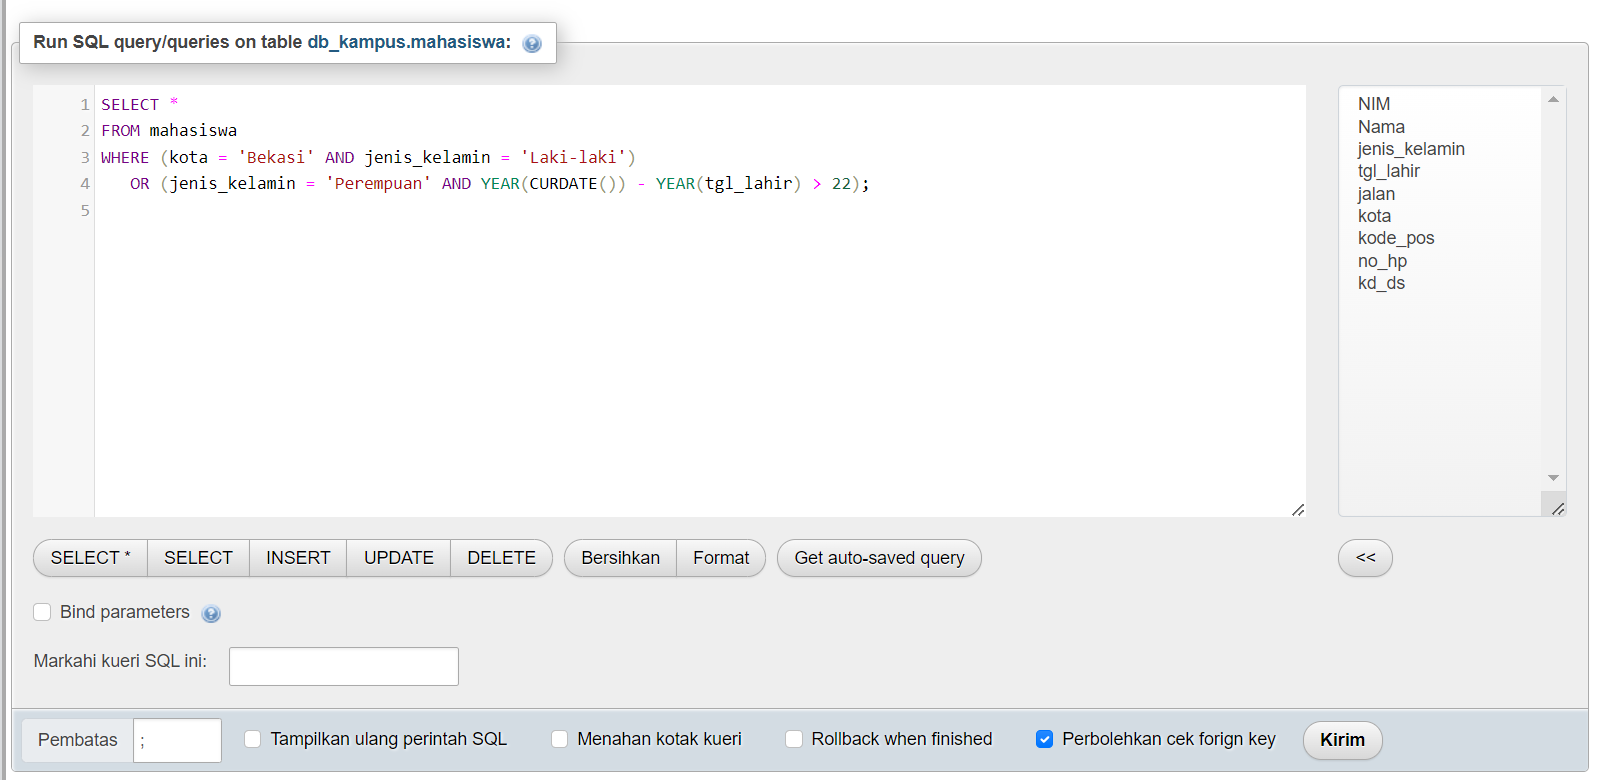 Run SQL query/queries on table db_kampus.mahasiswa:
1 SELECT *
2 FROM mahasiswa
3 WHERE (kota = 'Bekasi' AND jenis_kelamin = 'Laki-laki')
4 OR (jenis_kelamin = 'Perempuan' AND YEAR(CURDATE()) - YEAR(tgl_lahir) > 22);
5
NIM
Nama
jenis_kelamin
tgl_lahir
jalan
kota
kode_pos
no_hp
kd_ds
SELECT * SELECT INSERT UPDATE DELETE Bersihkan Format Get auto-saved query <<
Bind parameters
Markahi kueri SQL ini:
Pembatas ; Tampilkan ulang perintah SQL Menahan kotak kueri Rollback when finished Perbolehkan cek forign key Kirim